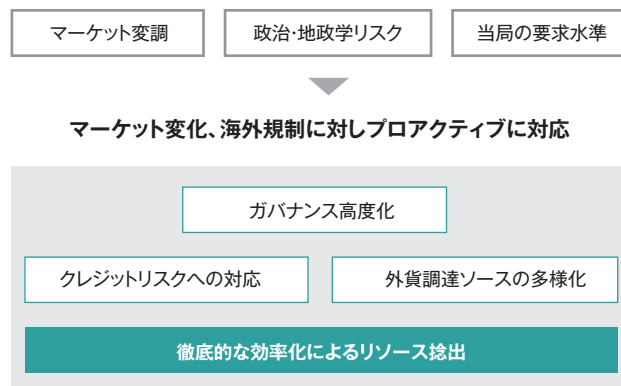 マーケット変調
政治・地政学リスク
当局の要求水準
マーケット変化、海外規制に対しプロアクティブに対応
ガバナンス高度化
クレジットリスクへの対応
外貨調達ソースの多様化
徹底的な効率化によるリソース捻出